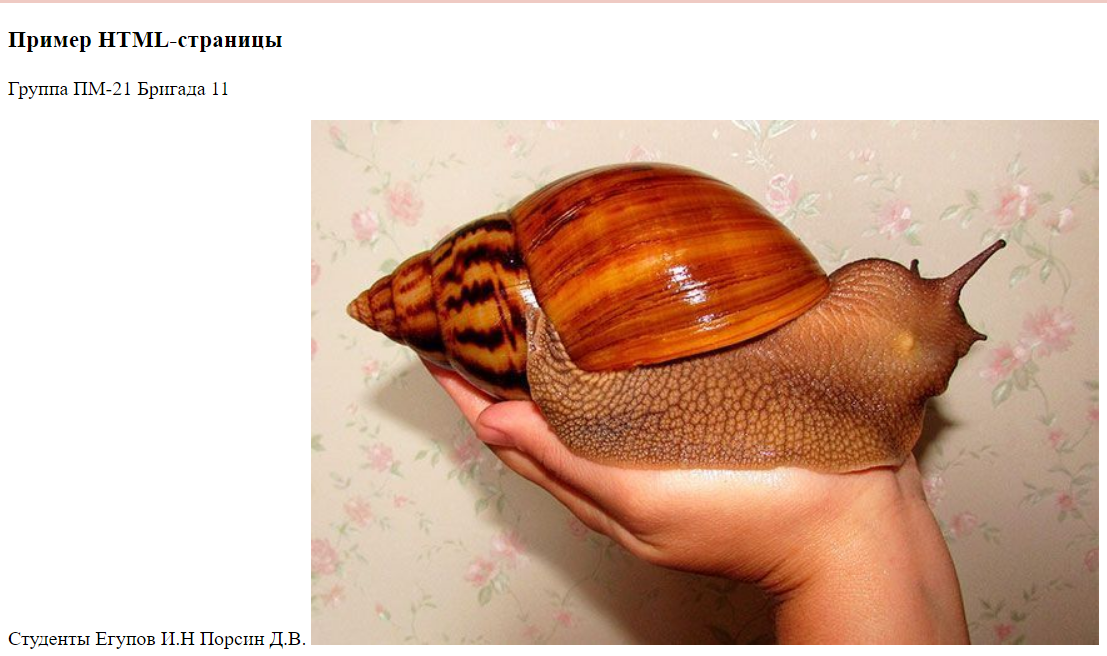 Пример HTML-страницы
Группа ПМ-21 Бригада 11
Студенты Егупов И.Н Порсин Д.В.